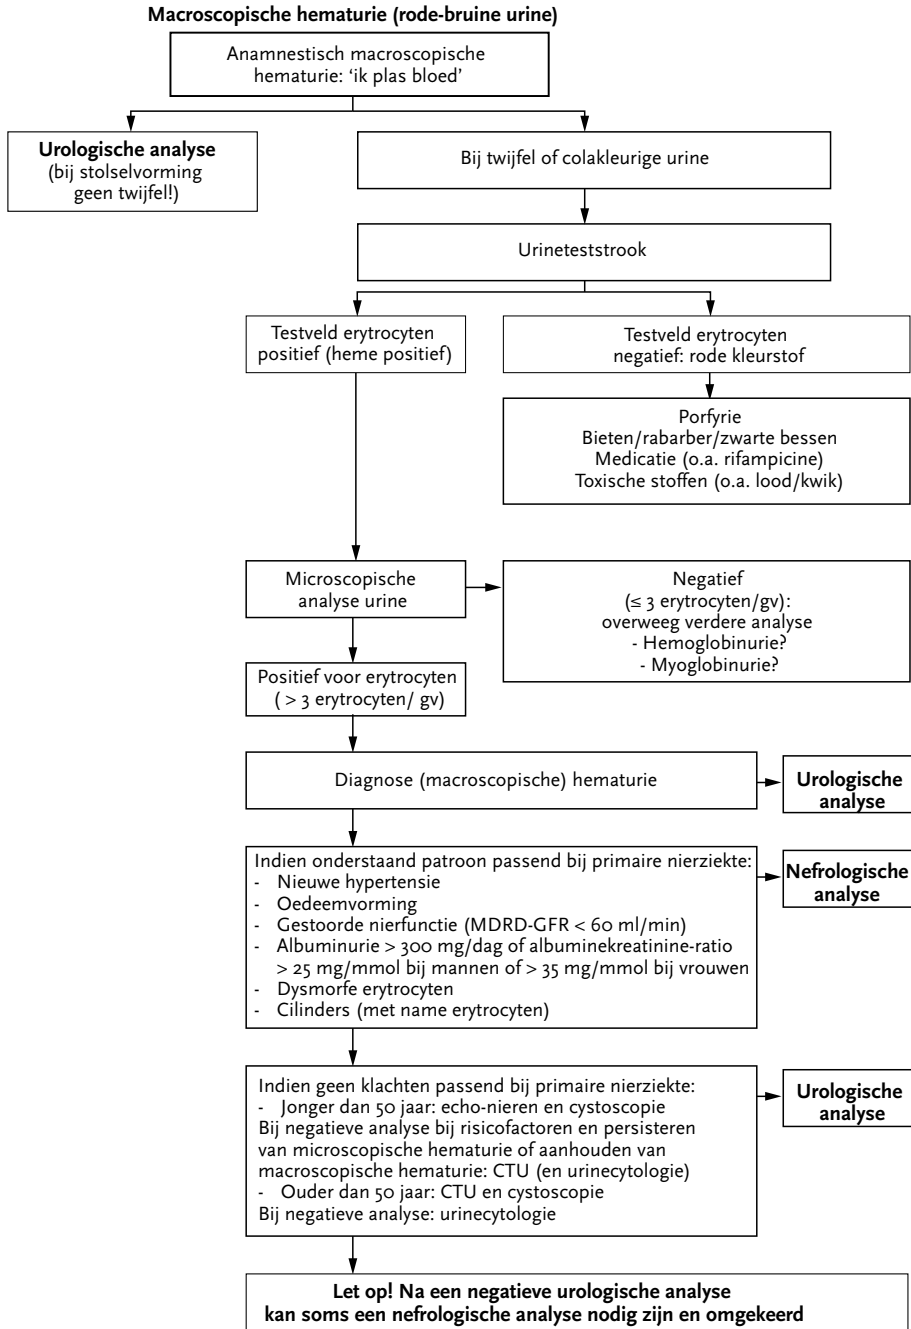 Macroscopische hematurie (rode-bruine urine)
Anamnestisch macroscopische
hematurie: ‘ik plas bloed’
Urologische analyse
(bij stolselvorming
geen twijfel!)
Bij twijfel of colakleurige urine
Urineteststrook
Testveld erytrocyten
positief (heme positief)
Testveld erytrocyten
negatief: rode kleurstof
Porfyrie
Bieten/rabarber/zwarte bessen
Medicatie (o.a. rifampicine)
Toxische stoffen (o.a. lood/kwik)
Microscopische
analyse urine
Negatief
(≤ 3 erytrocyten/gv):
overweeg verdere analyse
- Hemoglobinurie?
- Myoglobinurie?
Positief voor erytrocyten
( > 3 erytrocyten/ gv)
Diagnose (macroscopische) hematurie
Urologische
analyse
Indien onderstaand patroon passend bij primaire nierziekte:
- Nieuwe hypertensie
- Oedeemvorming
- Gestoorde nierfunctie (MDRD-GFR < 60 ml/min)
- Albuminurie > 300 mg/dag of albuminekreatinine-ratio
> 25 mg/mmol bij mannen of > 35 mg/mmol bij vrouwen
- Dysmorfe erytrocyten
- Cilinders (met name erytrocyten)
Nefrologische
analyse
Indien geen klachten passend bij primaire nierziekte:
- Jonger dan 50 jaar: echo-nieren en cystoscopie
Bij negatieve analyse bij risicofactoren en persisteren
van microscopische hematurie of aanhouden van
macroscopische hematurie: CTU (en urinecytologie)
- Ouder dan 50 jaar: CTU en cystoscopie
Bij negatieve analyse: urinecytologie
Urologische
analyse
Let op! Na een negatieve urologische analyse
kan soms een nefrologische analyse nodig zijn en omgekeerd